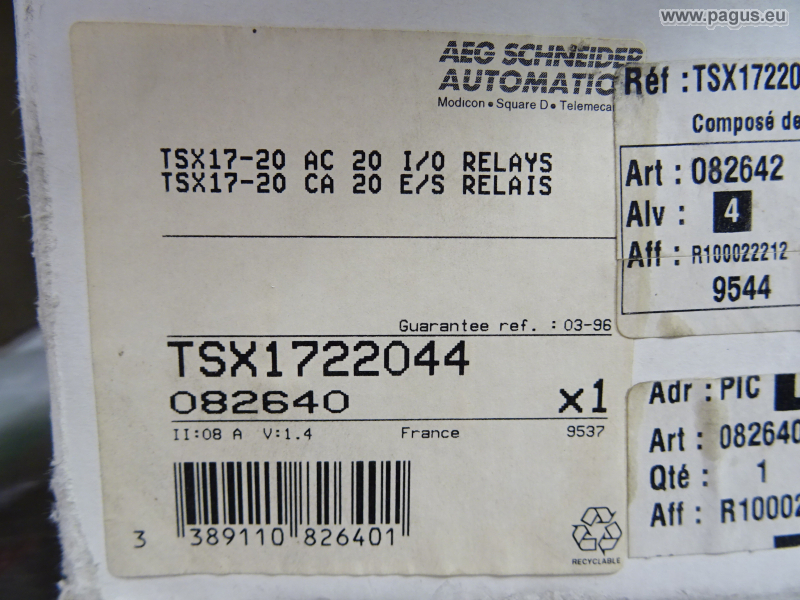 www.pagus.eu
AEG SCHNEIDER
AUTOMATIO
Modicon • Square D • Telemeca
TSX17-20 AC 20 I/O RELAYS
TSX17-20 CA 20 E/S RELAIS
Guarantee ref. : 03-96
TSX1722044
082640 x1
II:08 A V:1.4 France 9537
3 389110 826401
RECYCLABLE
Réf : TSX17220
Composé de
Art : 082642
Alv : 4
Aff : R100022212
9544
Adr : PIC
Art : 082640
Qté : 1
Aff : R10002